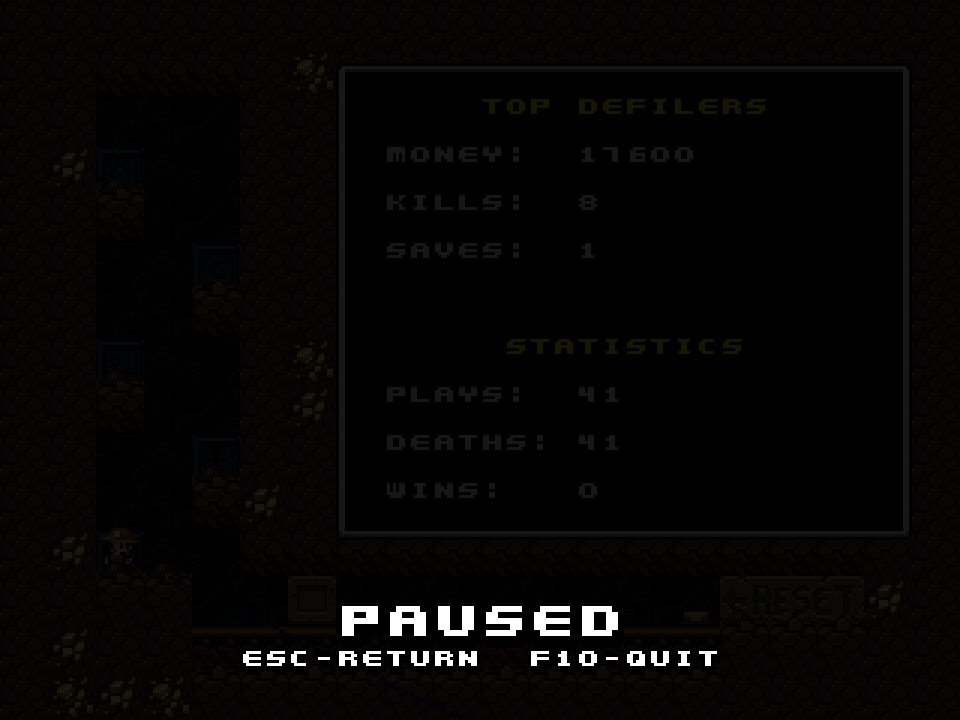 TOP DEFILERS
MONEY: 17600
KILLS: 8
SAVES: 1
STATISTICS
PLAYS: 41
DEATHS: 41
WINS: 0
←RESET
PAUSED
ESC-RETURN F10-QUIT